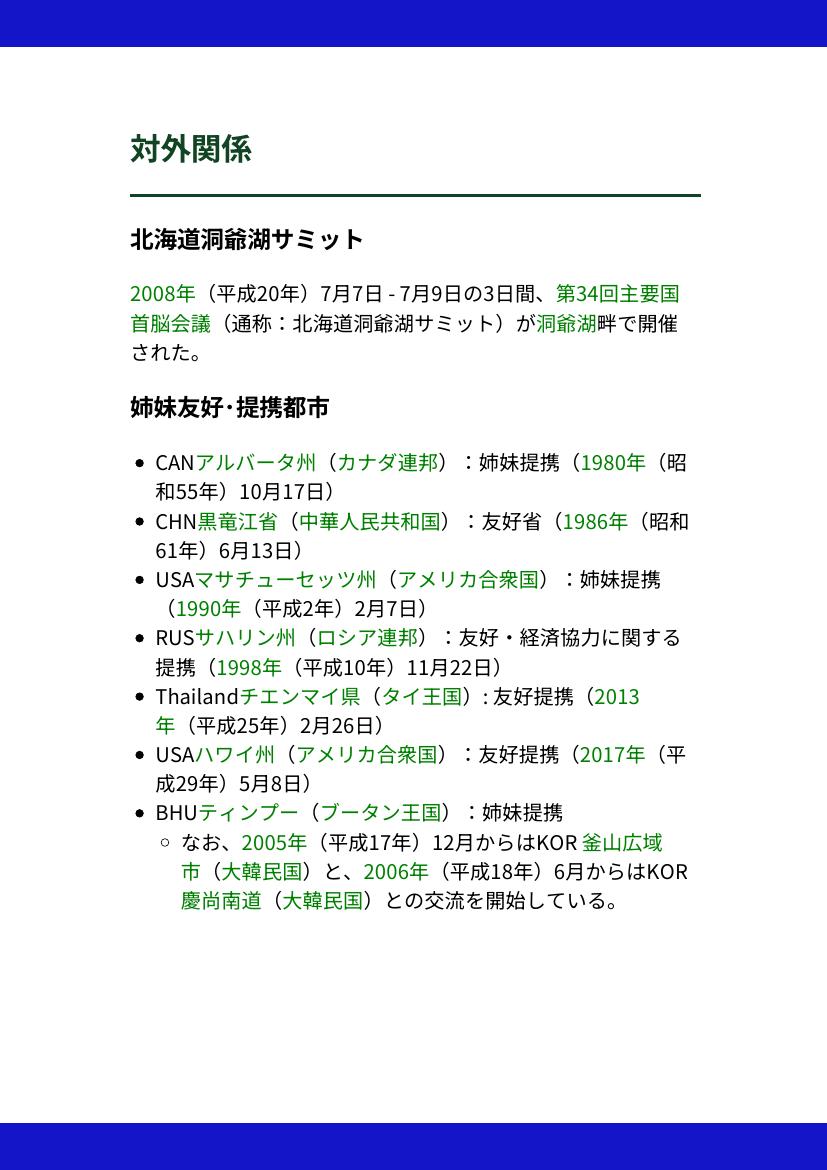 対外関係
北海道洞爺湖サミット
2008年（平成20年）7月7日 - 7月9日の3日間、第34回主要国
首脳会議（通称：北海道洞爺湖サミット）が洞爺湖畔で開催
された。
姉妹友好･提携都市
CANアルバータ州（カナダ連邦）：姉妹提携（1980年（昭
和55年）10月17日）
CHN黒竜江省（中華人民共和国）：友好省（1986年（昭和
61年）6月13日）
USAマサチューセッツ州（アメリカ合衆国）：姉妹提携
（1990年（平成2年）2月7日）
RUSサハリン州（ロシア連邦）：友好・経済協力に関する
提携（1998年（平成10年）11月22日）
Thailandチエンマイ県（タイ王国）: 友好提携（2013
年（平成25年）2月26日）
USAハワイ州（アメリカ合衆国）：友好提携（2017年（平
成29年）5月8日）
BHUティンプー（ブータン王国）：姉妹提携
なお、2005年（平成17年）12月からはKOR 釜山広域
市（大韓民国）と、2006年（平成18年）6月からはKOR
慶尚南道（大韓民国）との交流を開始している。